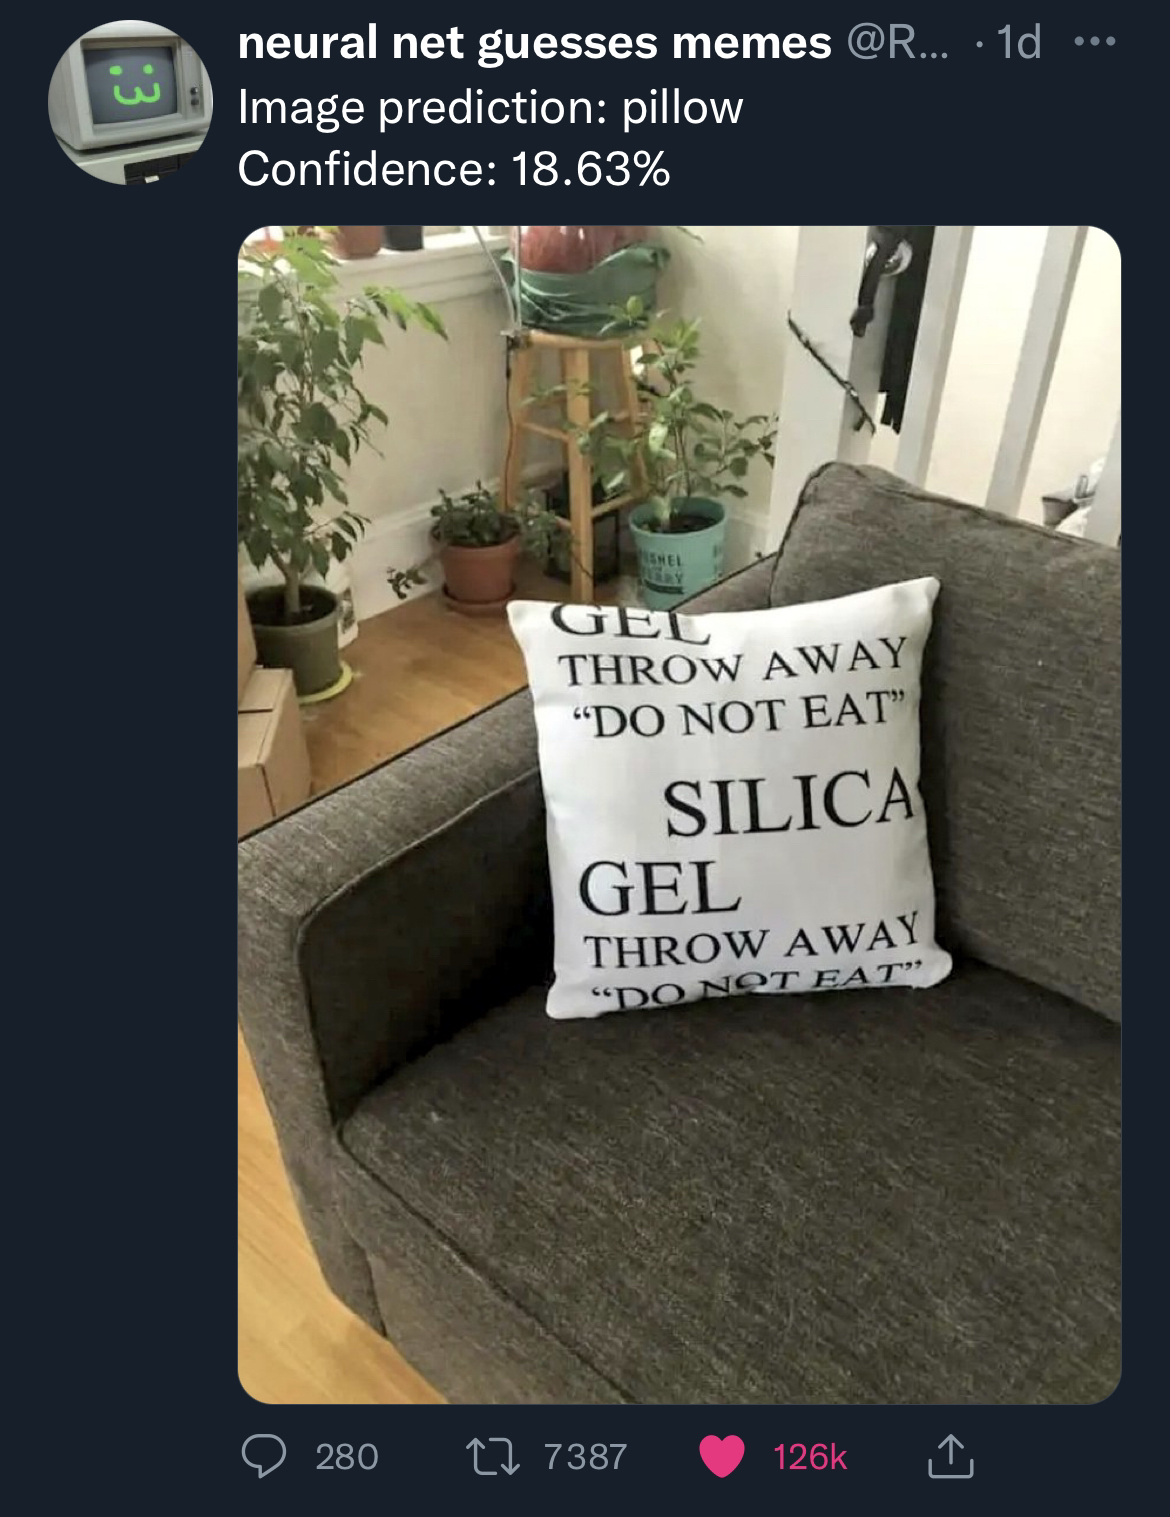 neural net guesses memes @R... · 1d
Image prediction: pillow
Confidence: 18.63%
GEL
THROW AWAY
“DO NOT EAT”
SILICA
GEL
THROW AWAY
“DO NOT EAT”
280 7387 126k